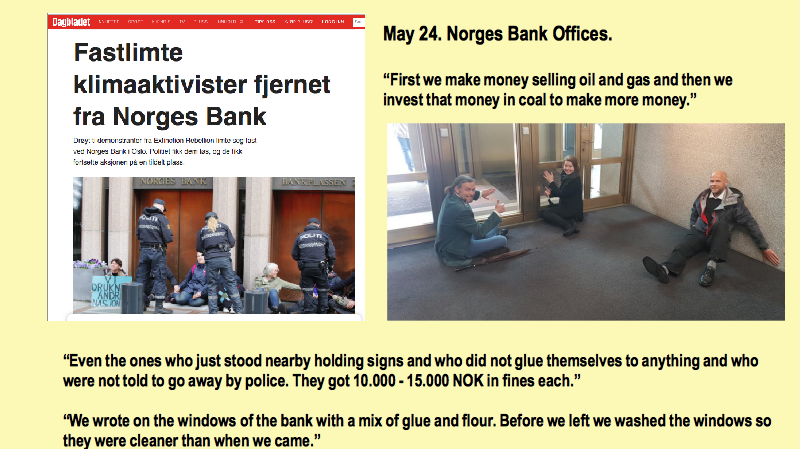 Dagbladet
Fastlimte
klimaaktivister fjernet
fra Norges Bank
Drøyt ti demonstranter fra Extinction Rebellion limte seg fast
ved Norges Bank i Oslo. Politiet fikk dem løs, og de fikk
fortsette aksjonen på en tildelt plass.
NORGES BANK
BANKPLASSEN
POLITI
POLITI
POLITI
VI
DRUKNER
ANDRE
NASJONER
May 24. Norges Bank Offices.
“First we make money selling oil and gas and then we
invest that money in coal to make more money.”
“Even the ones who just stood nearby holding signs and who did not glue themselves to anything and who
were not told to go away by police. They got 10.000 - 15.000 NOK in fines each.”
“We wrote on the windows of the bank with a mix of glue and flour. Before we left we washed the windows so
they were cleaner than when we came.”